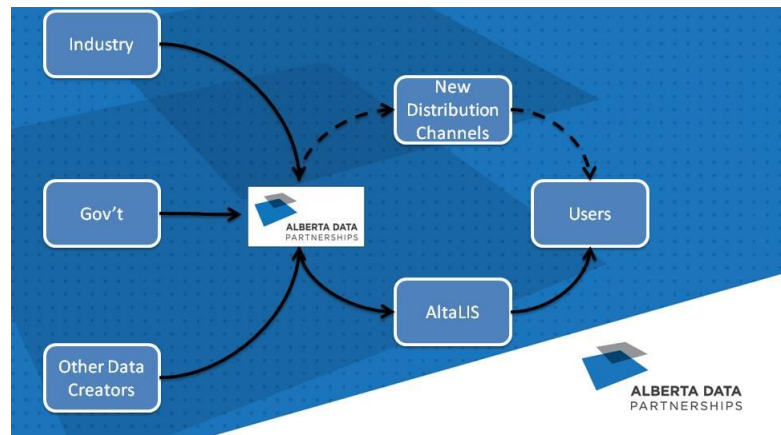 Industry
New
Distribution
Channels
Gov't
ALBERTA DATA
PARTNERSHIPS
Users
AltaLIS
Other Data
Creators
ALBERTA DATA
PARTNERSHIPS